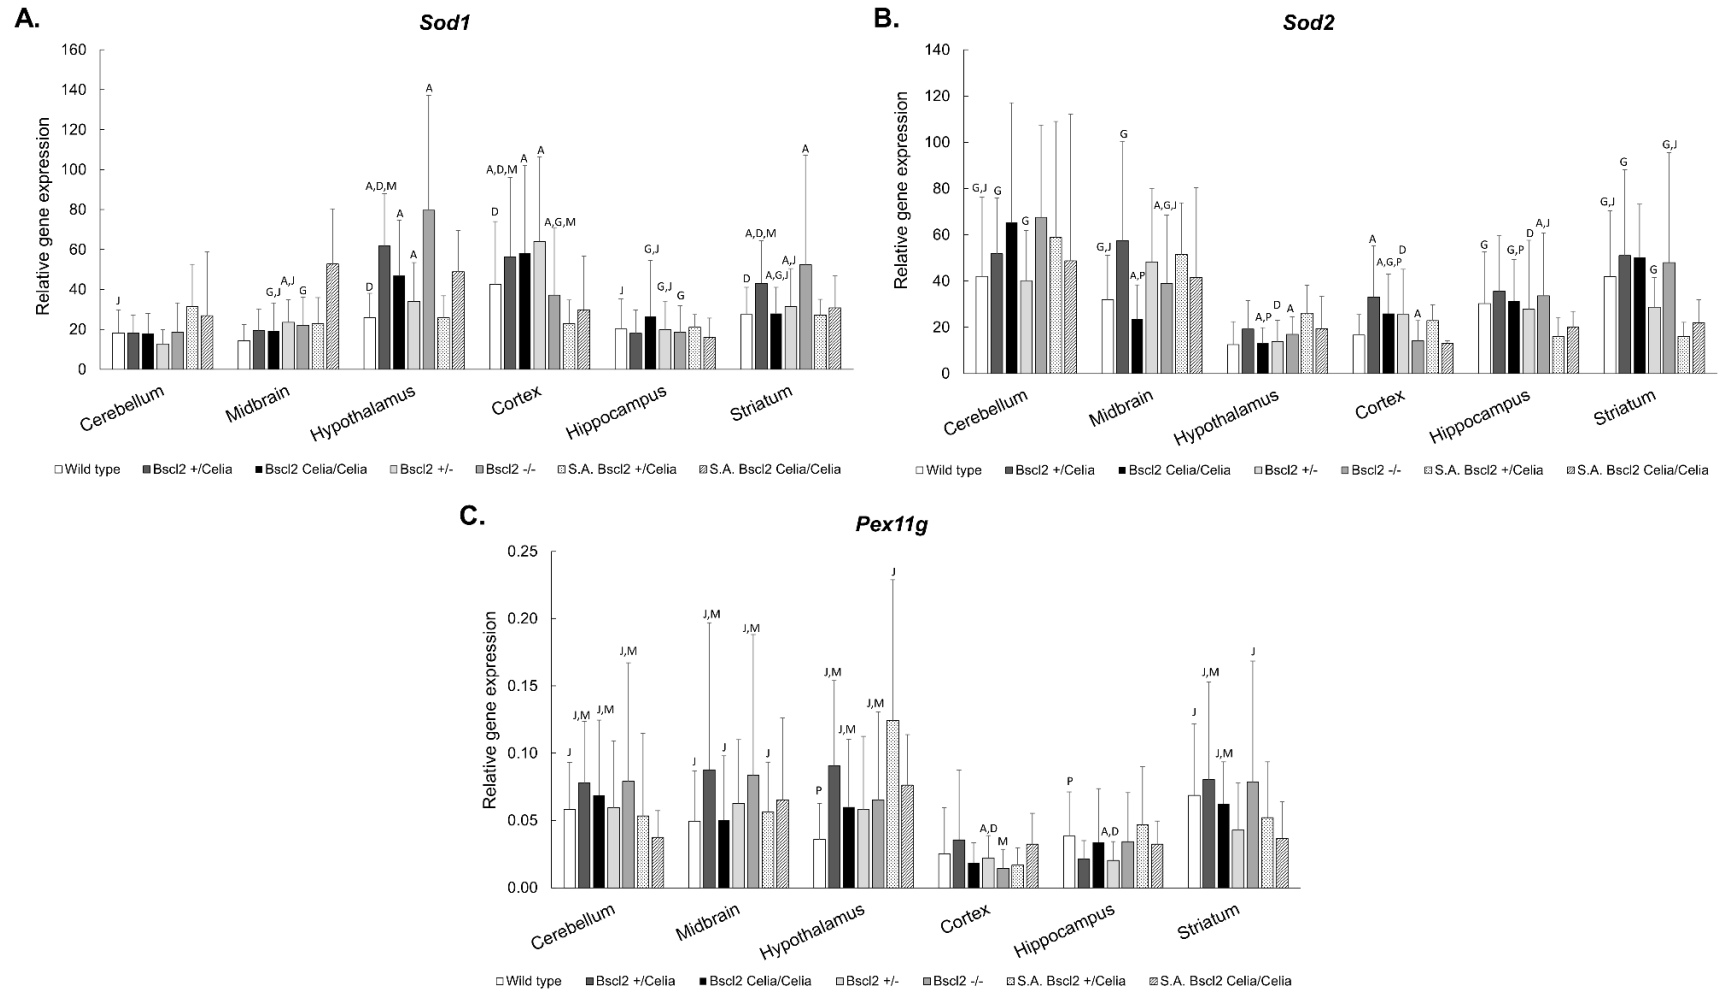 A.
Sod1
Relative gene expression
160
140
120
100
80
60
40
20
0
J
G,J
A,J
G
D
A,D,M
A
A
A
D
A,D,M
A
A
A,G,M
J
G,J
G,J
G
D
A,D,M
A,G,J
A,J
A
Cerebellum
Midbrain
Hypothalamus
Cortex
Hippocampus
Striatum
Wild type
Bscl2 +/Celia
Bscl2 Celia/Celia
Bscl2 +/-
Bscl2 -/-
S.A. Bscl2 +/Celia
S.A. Bscl2 Celia/Celia
B.
Sod2
Relative gene expression
140
120
100
80
60
40
20
0
G,J
G
G
G,J
G
A,P
A,G,J
A,P
D
A
A
A,G,P
D
A
G
G,P
D
A,J
G,J
G
G
G,J
Cerebellum
Midbrain
Hypothalamus
Cortex
Hippocampus
Striatum
Wild type
Bscl2 +/Celia
Bscl2 Celia/Celia
Bscl2 +/-
Bscl2 -/-
S.A. Bscl2 +/Celia
S.A. Bscl2 Celia/Celia
C.
Pex11g
Relative gene expression
0.25
0.20
0.15
0.10
0.05
0.00
J
J,M
J,M
J,M
J
J,M
J
J,M
J
P
J,M
J,M
J,M
J
A,D
M
P
A,D
J
J,M
J,M
J
Cerebellum
Midbrain
Hypothalamus
Cortex
Hippocampus
Striatum
Wild type
Bscl2 +/Celia
Bscl2 Celia/Celia
Bscl2 +/-
Bscl2 -/-
S.A. Bscl2 +/Celia
S.A. Bscl2 Celia/Celia